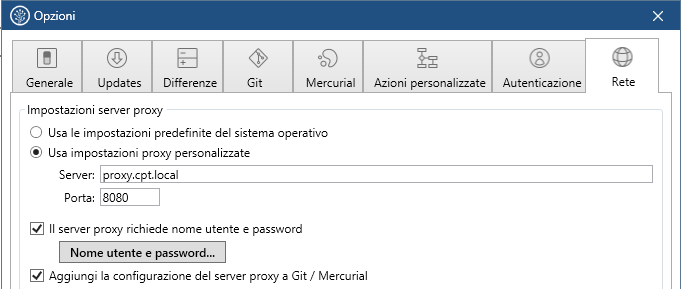 Opzioni
Generale
Updates
Differenze
Git
Mercurial
Azioni personalizzate
Autenticazione
Rete
Impostazioni server proxy
Usa le impostazioni predefinite del sistema operativo
Usa impostazioni proxy personalizzate
Server: proxy.cpt.local
Porta: 8080
Il server proxy richiede nome utente e password
Nome utente e password...
Aggiungi la configurazione del server proxy a Git / Mercurial